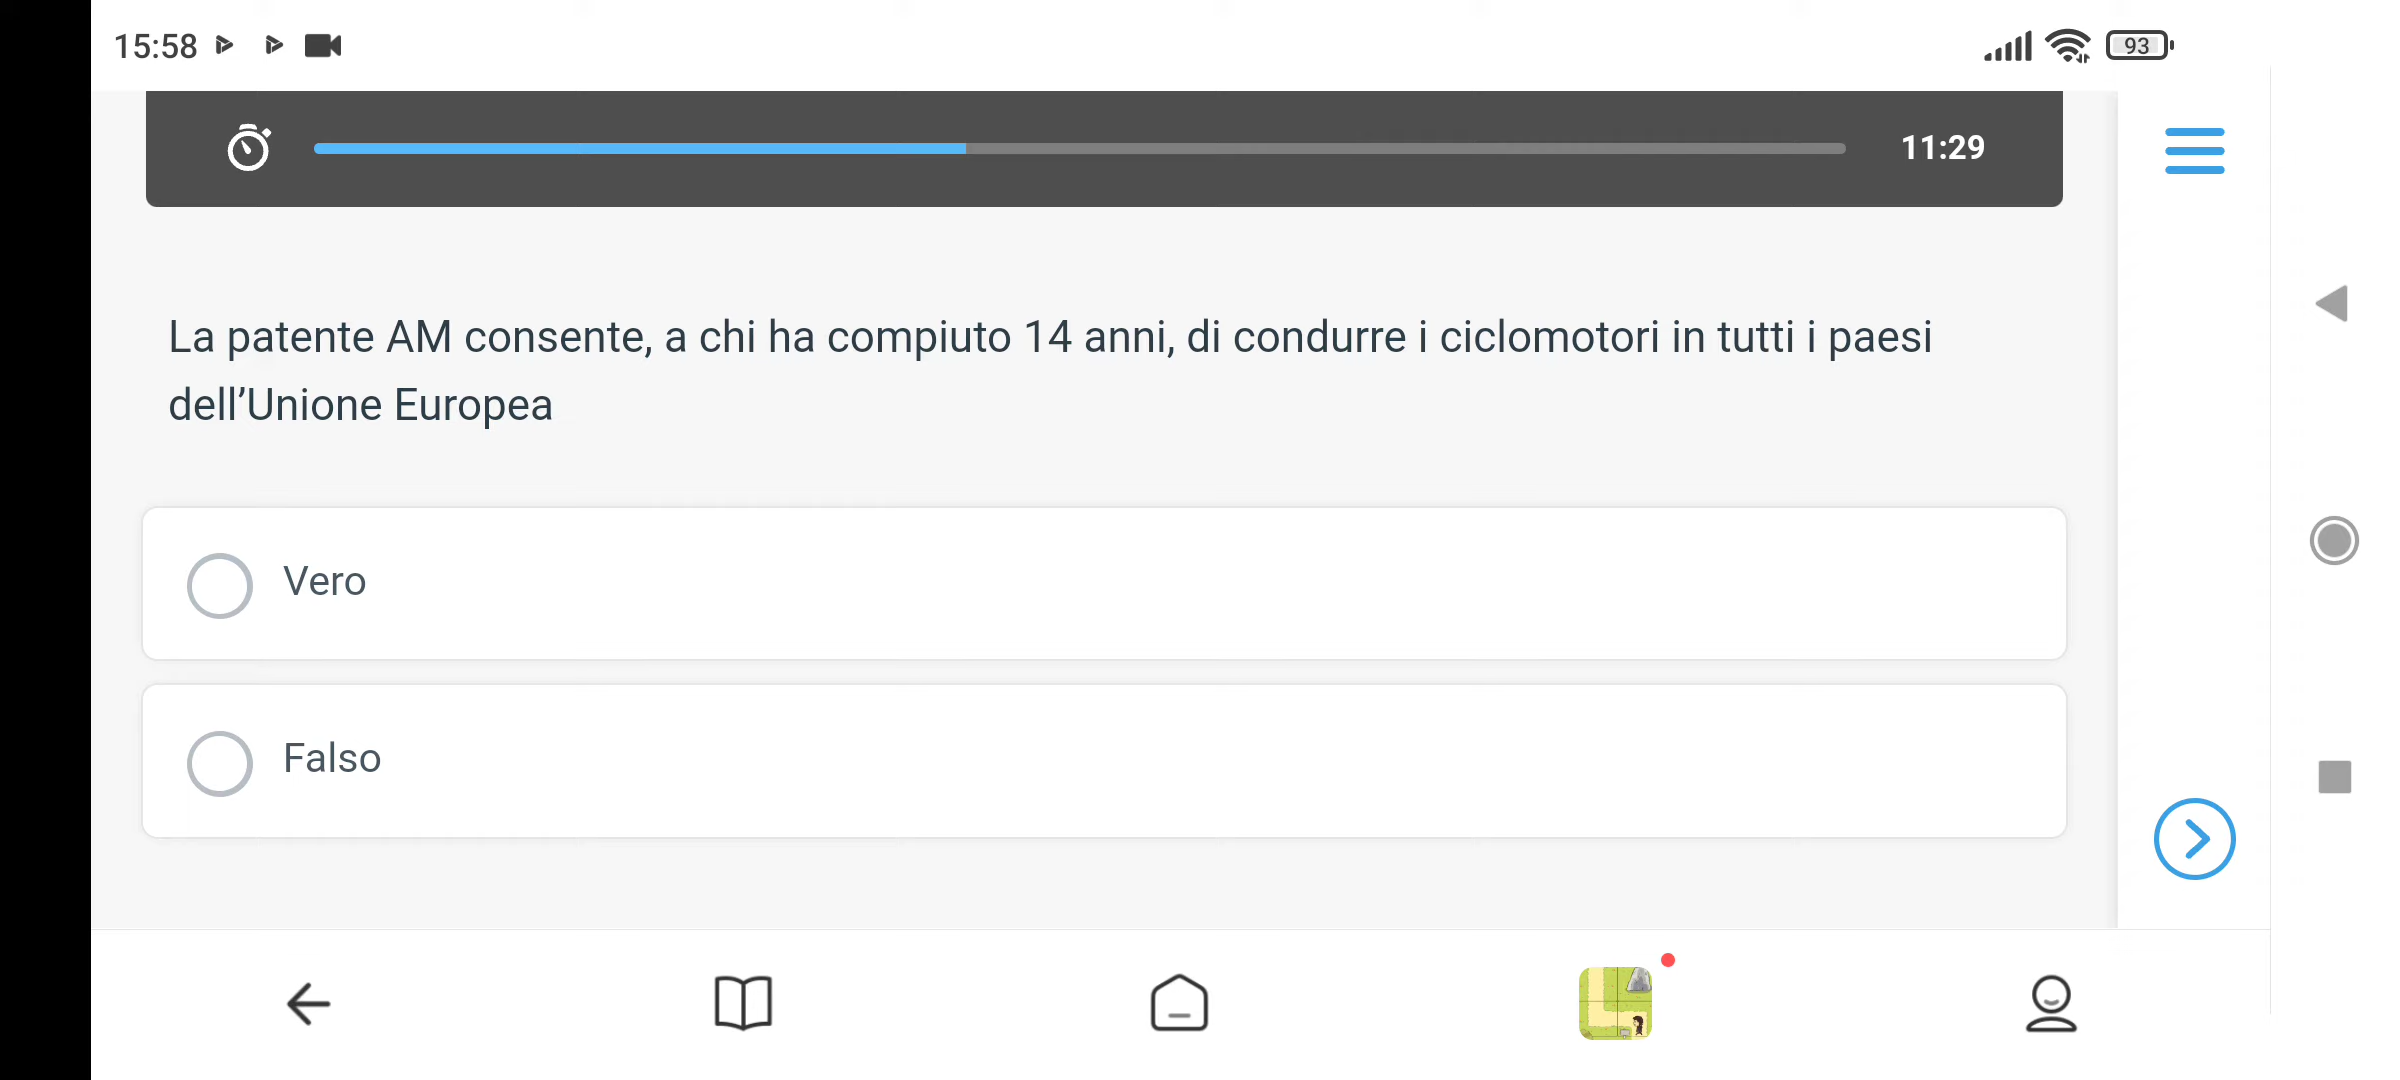 15:58
93
11:29
La patente AM consente, a chi ha compiuto 14 anni, di condurre i ciclomotori in tutti i paesi
dell’Unione Europea
Vero
Falso